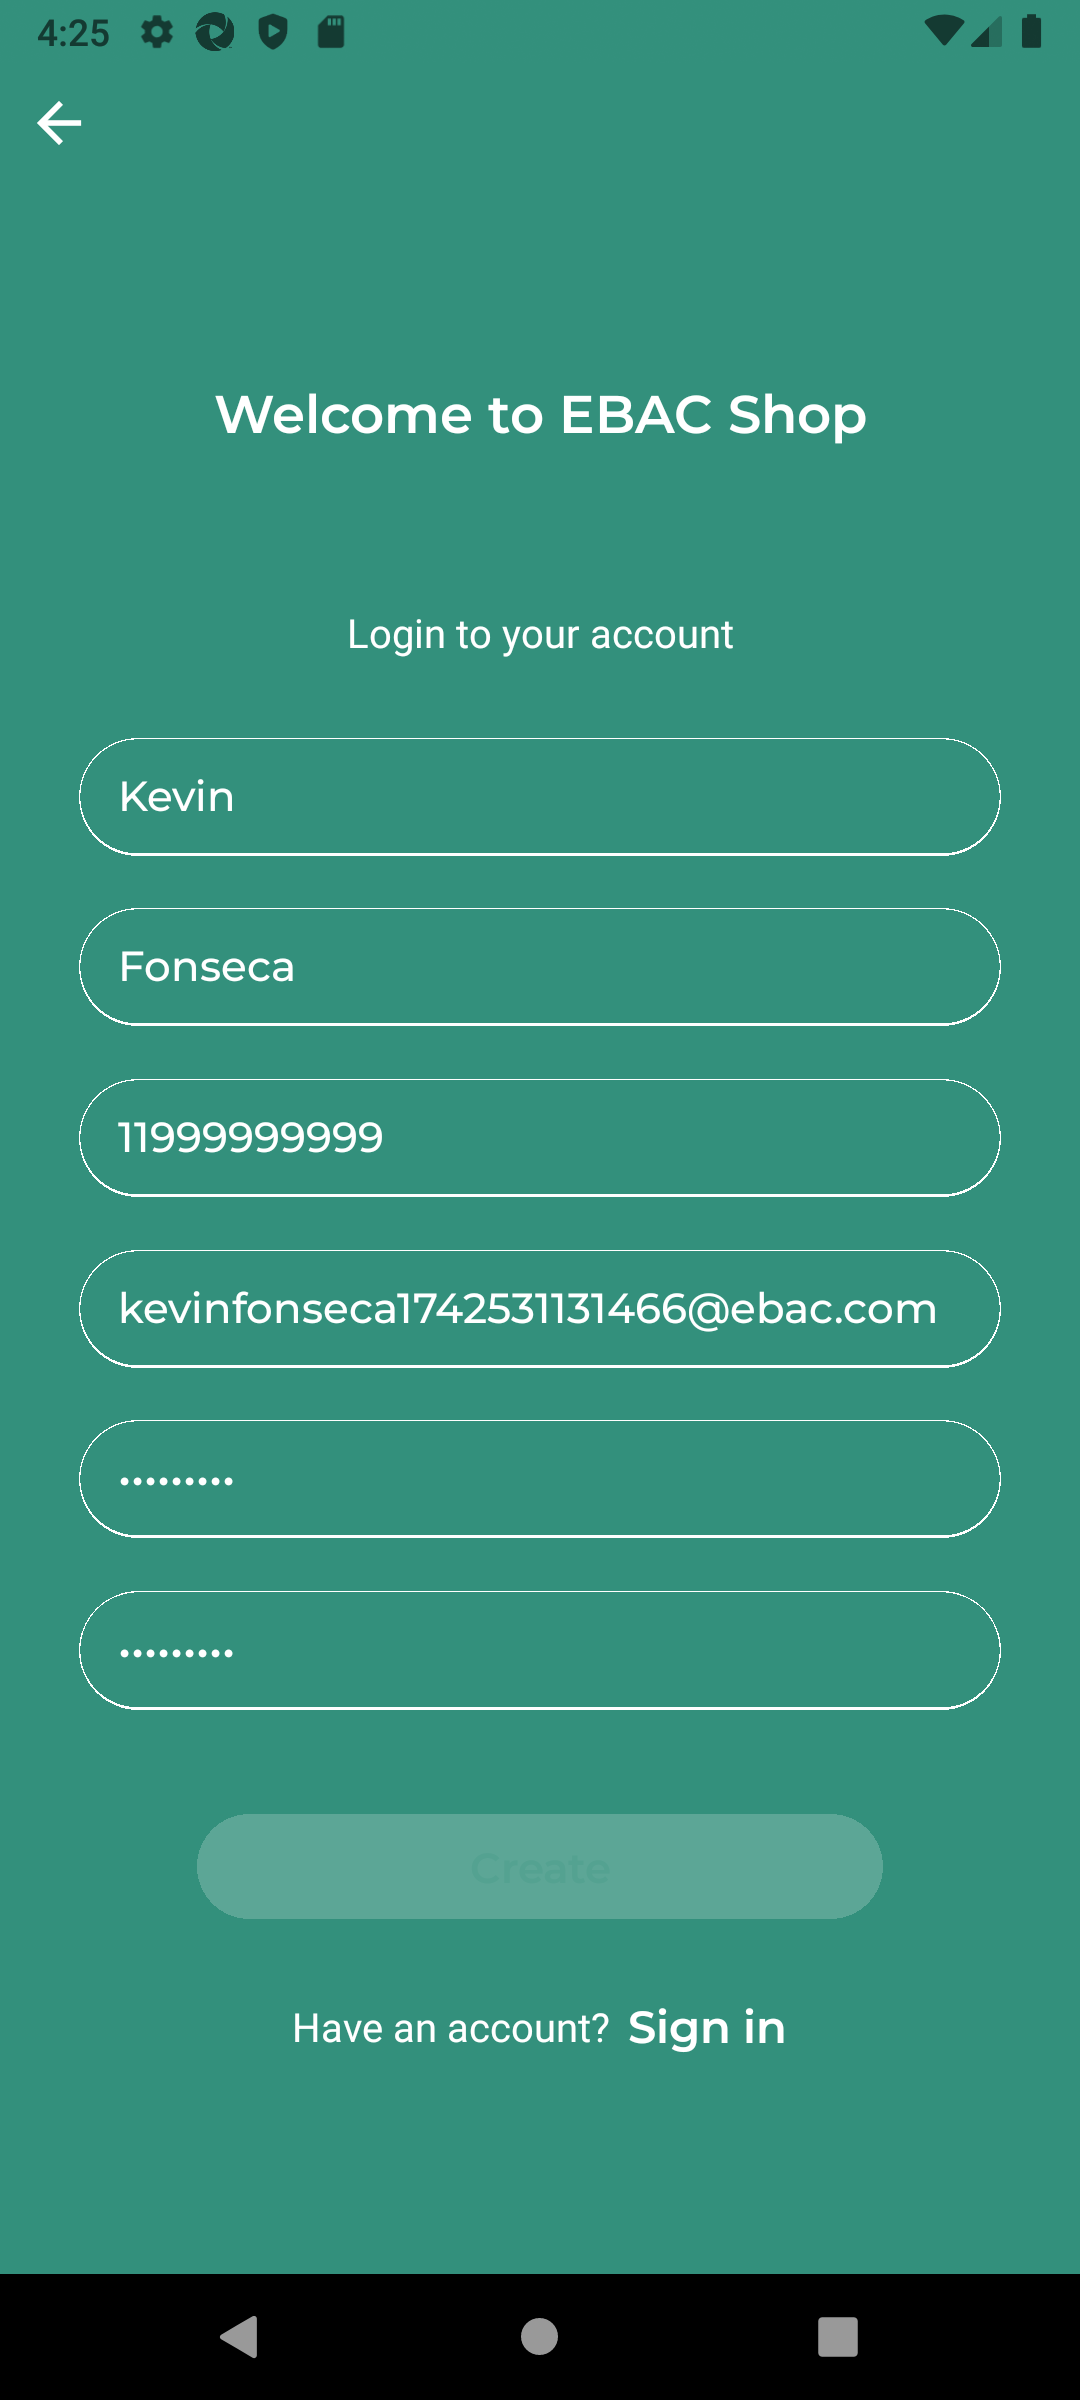 4:25
Welcome to EBAC Shop
Login to your account
Kevin
Fonseca
11999999999
kevinfonseca1742531131466@ebac.com
•••••••••
•••••••••
Create
Have an account? Sign in